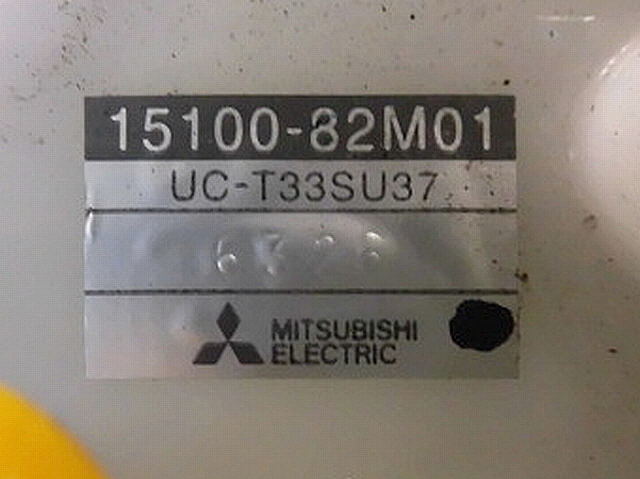 15100-82M01
UC-T33SU37
MITSUBISHI
ELECTRIC